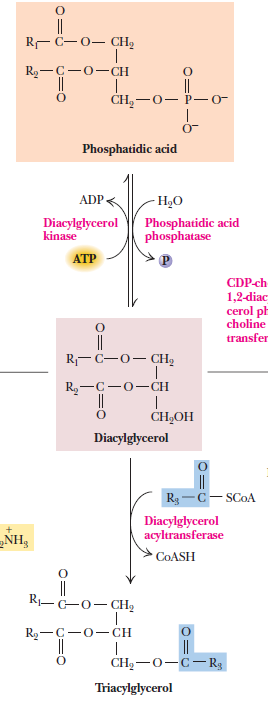 O
R₁—C—O—CH₂
R₂—C—O—CH O
O CH₂—O—P—O⁻
O⁻
Phosphatidic acid
ADP H₂O
Diacylglycerol Phosphatidic acid
kinase phosphatase
ATP P
CDP-ch
1,2-diac
cerol ph
choline
transfer
O
R₁—C—O—CH₂
R₂—C—O—CH
O CH₂OH
Diacylglycerol
O
R₃—C—SCoA
Diacylglycerol
acyltransferase
CoASH
+
₂NH₃
O
R₁—C—O—CH₂
R₂—C—O—CH O
O CH₂—O—C—R₃
Triacylglycerol